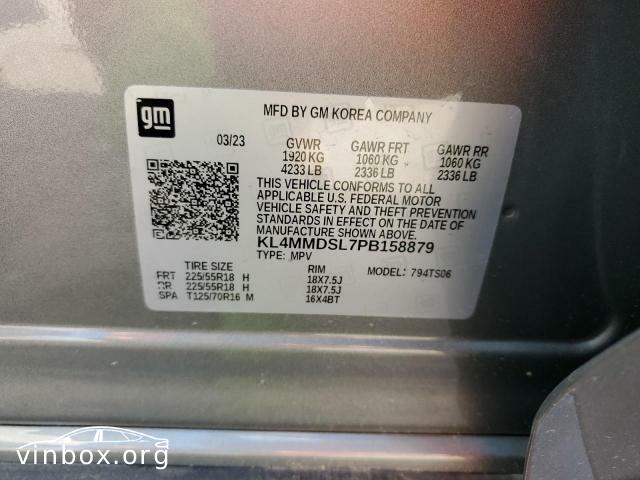 gm
MFD BY GM KOREA COMPANY
03/23 GVWR GAWR FRT GAWR RR
1920 KG 1060 KG 1060 KG
4233 LB 2336 LB 2336 LB
THIS VEHICLE CONFORMS TO ALL
APPLICABLE U.S. FEDERAL MOTOR
VEHICLE SAFETY AND THEFT PREVENTION
STANDARDS IN EFFECT ON THE DATE OF
MANUFACTURE SHOWN ABOVE.
KL4MMDSL7PB158879
TYPE: MPV
TIRE SIZE RIM MODEL: 794TS06
FRT 225/55R18 H 18X7.5J
RR 225/55R18 H 18X7.5J
SPA T125/70R16 M 16X4BT
vinbox.org